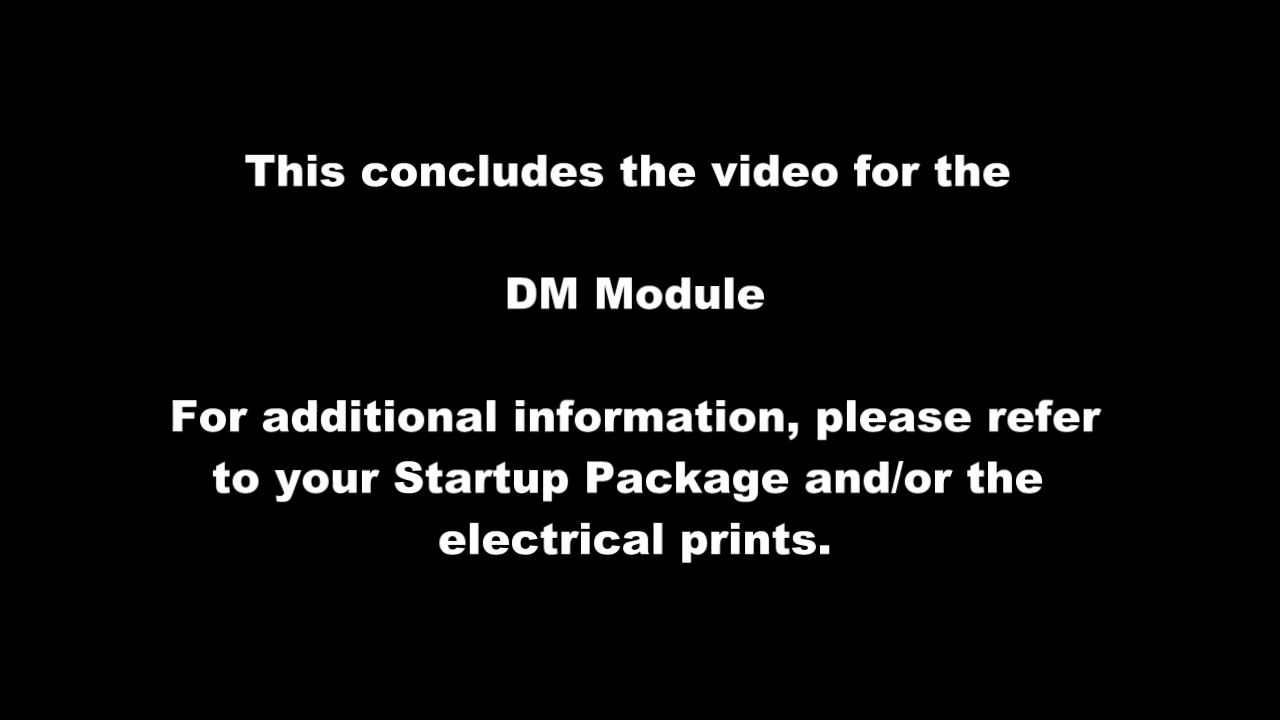 This concludes the video for the
DM Module
For additional information, please refer
to your Startup Package and/or the
electrical prints.